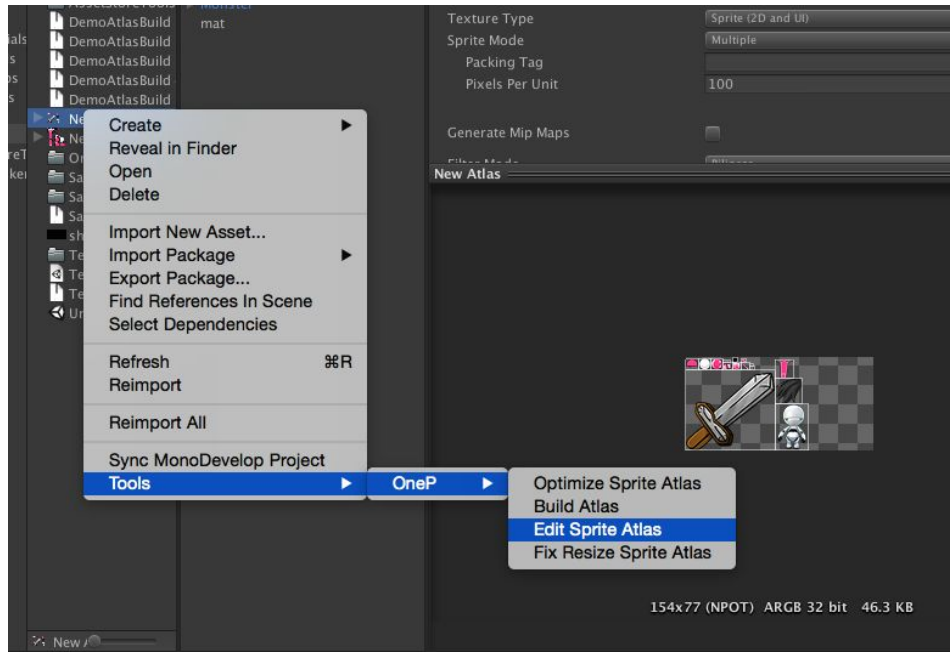 DemoAtlasBuild
DemoAtlasBuild
DemoAtlasBuild
DemoAtlasBuild
DemoAtlasBuild
Monster
mat
Texture Type
Sprite (2D and UI)
Sprite Mode
Multiple
Packing Tag
Pixels Per Unit
100
Generate Mip Maps
New Atlas
Create
Reveal in Finder
Open
Delete
Import New Asset...
Import Package
Export Package...
Find References In Scene
Select Dependencies
Refresh ⌘R
Reimport
Reimport All
Sync MonoDevelop Project
Tools
OneP
Optimize Sprite Atlas
Build Atlas
Edit Sprite Atlas
Fix Resize Sprite Atlas
154x77 (NPOT) ARGB 32 bit 46.3 KB
New